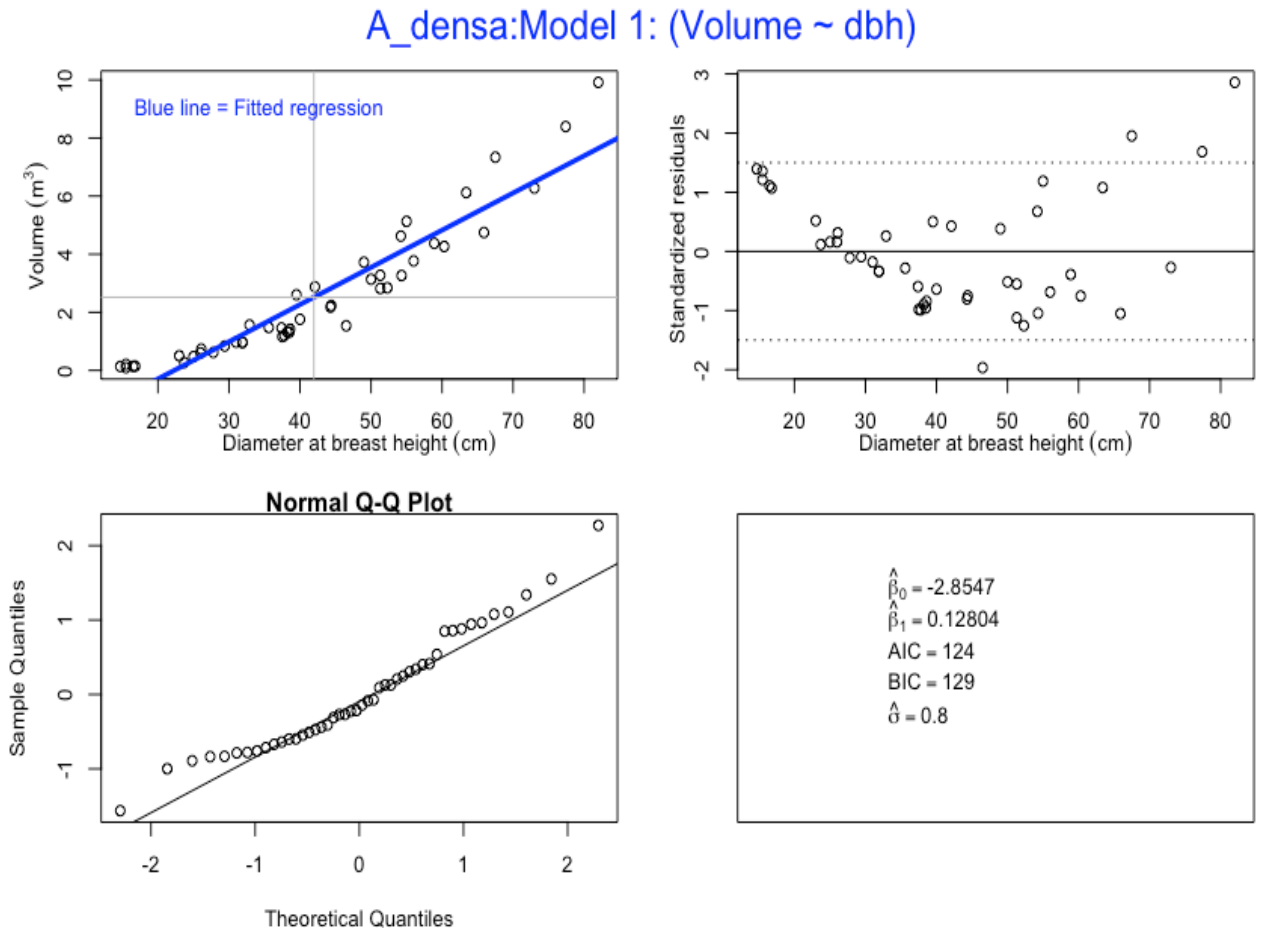 A_densa:Model 1: (Volume ~ dbh)
Blue line = Fitted regression
Volume (m³)
0
2
4
6
8
10
20
30
40
50
60
70
80
Diameter at breast height (cm)
Standardized residuals
-2
-1
0
1
2
3
20
30
40
50
60
70
80
Diameter at breast height (cm)
Normal Q-Q Plot
Sample Quantiles
-1
0
1
2
-2
-1
0
1
2
Theoretical Quantiles
β̂₀ = -2.8547
β̂₁ = 0.12804
AIC = 124
BIC = 129
σ̂ = 0.8